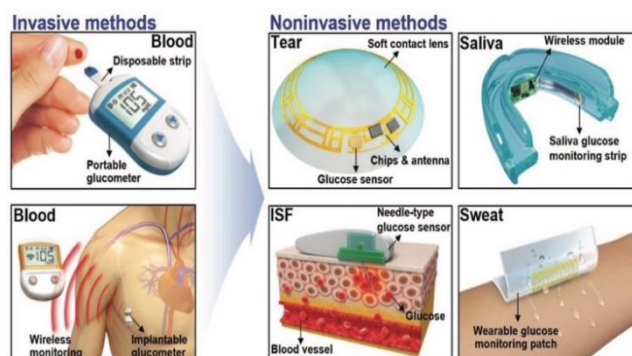 Invasive methods
Noninvasive methods
Blood
Disposable strip
105
Portable
glucometer
Tear
Soft contact lens
Chips & antenna
Glucose sensor
Saliva
Wireless module
Saliva glucose
monitoring strip
Blood
105
Wireless
monitoring
Implantable
glucometer
ISF
Needle-type
glucose sensor
Glucose
Blood vessel
Sweat
Wearable glucose
monitoring patch